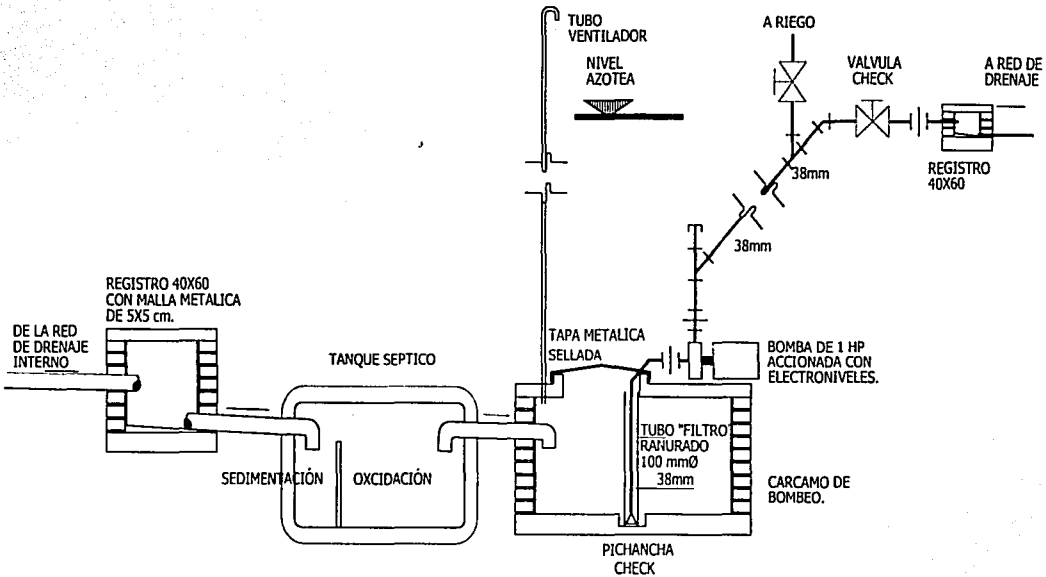 TUBO
VENTILADOR
NIVEL
AZOTEA
A RIEGO
VALVULA
CHECK
A RED DE
DRENAJE
REGISTRO
40X60
38mm
38mm
REGISTRO 40X60
CON MALLA METALICA
DE 5X5 cm.
DE LA RED
DE DRENAJE
INTERNO
TANQUE SEPTICO
TAPA METALICA
SELLADA
BOMBA DE 1 HP
ACCIONADA CON
ELECTRONIVELES.
SEDIMENTACIÓN
OXCIDACIÓN
TUBO "FILTRO
RANURADO
100 mmØ
38mm
CARCAMO DE
BOMBEO.
PICHANCHA
CHECK